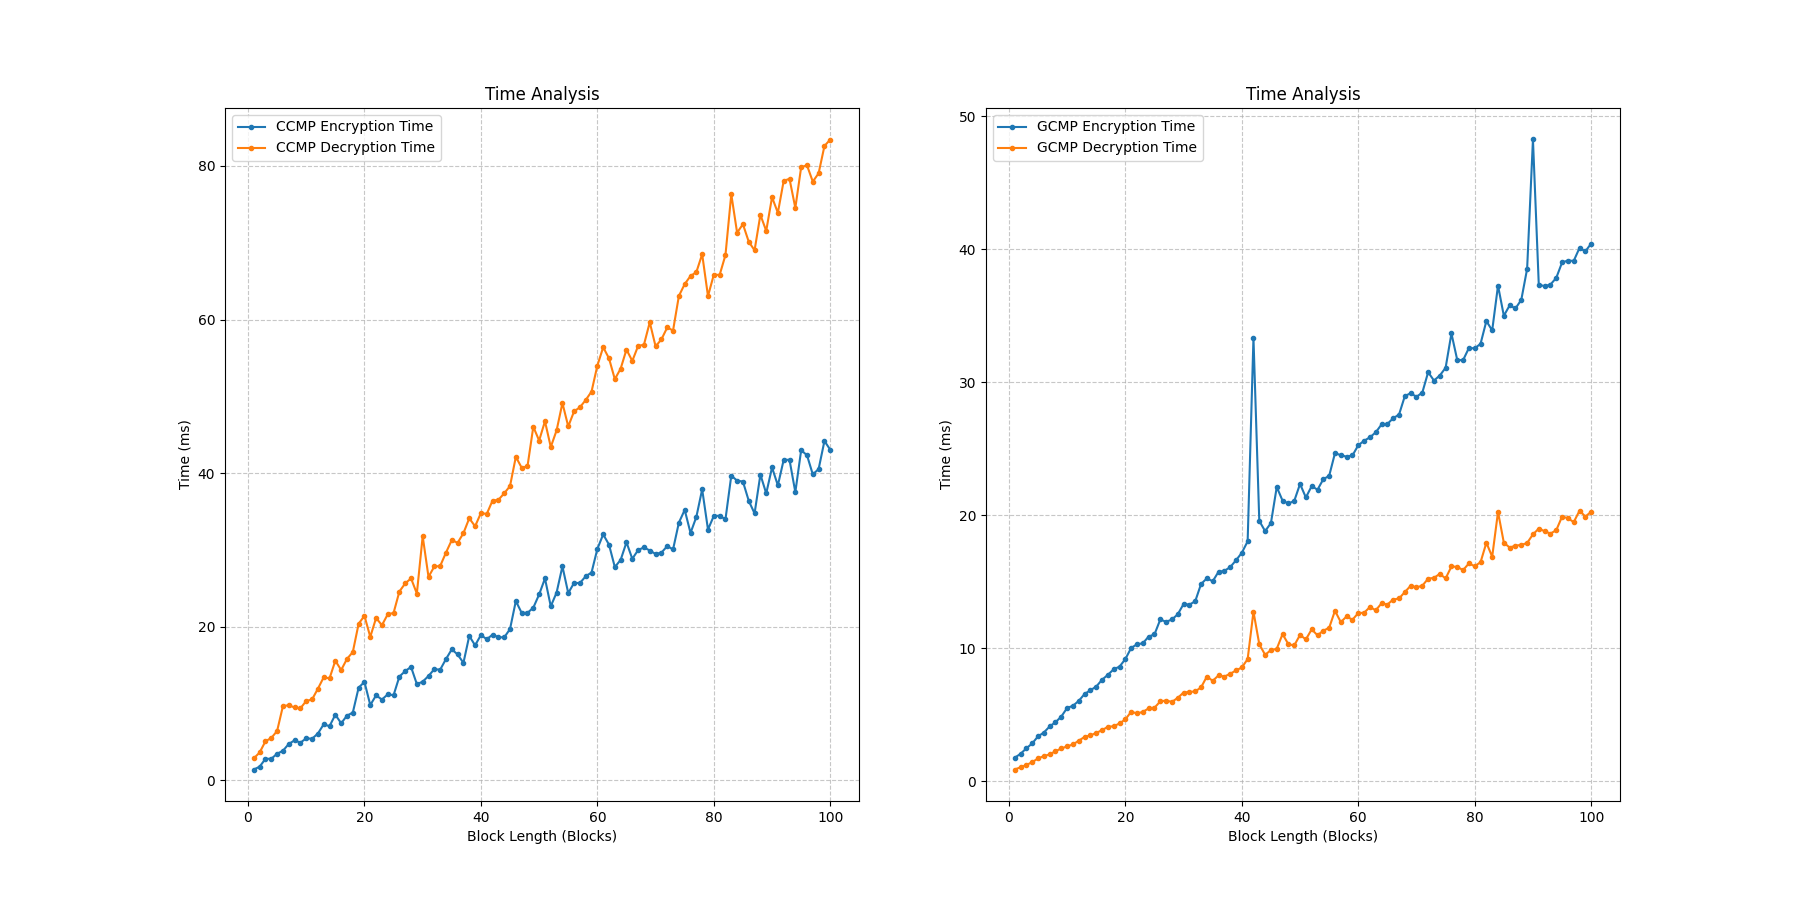 Time Analysis
CCMP Encryption Time
CCMP Decryption Time
80
60
40
20
0
Time (ms)
0 20 40 60 80 100
Block Length (Blocks)
Time Analysis
GCMP Encryption Time
GCMP Decryption Time
50
40
30
20
10
0
Time (ms)
0 20 40 60 80 100
Block Length (Blocks)